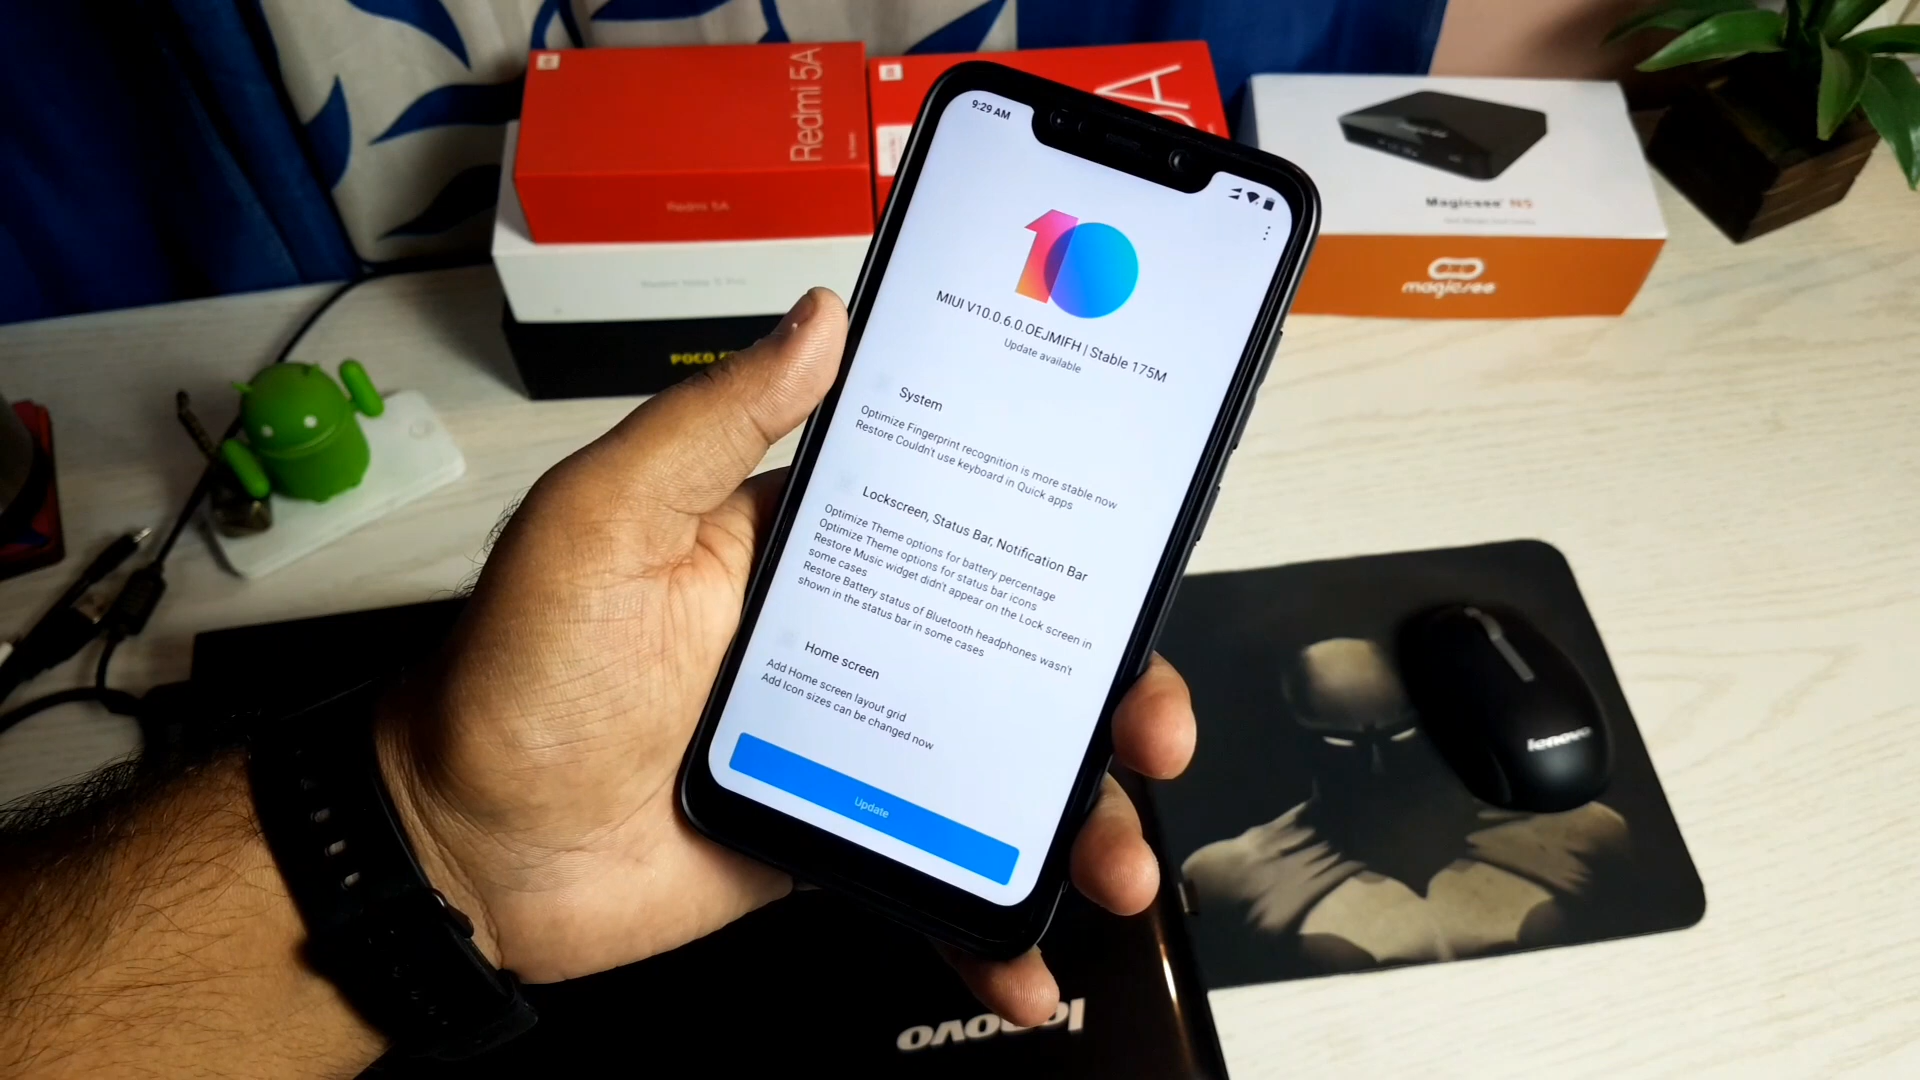 Redmi 5A
Redmi 5A
A
POCO
Magicsee N5
magicsee
9:29 AM
10
MIUI V10.0.6.0.OEJMIFH | Stable 175M
Update available
System
Optimize Fingerprint recognition is more stable now
Restore Couldn't use keyboard in Quick apps
Lockscreen, Status Bar, Notification Bar
Optimize Theme options for battery percentage
Optimize Theme options for status bar icons
Restore Music widget didn't appear on the Lock screen in
some cases
Restore Battery status of Bluetooth headphones wasn't
shown in the status bar in some cases
Home screen
Add Home screen layout grid
Add Icon sizes can be changed now
Update
lenovo
lenovo